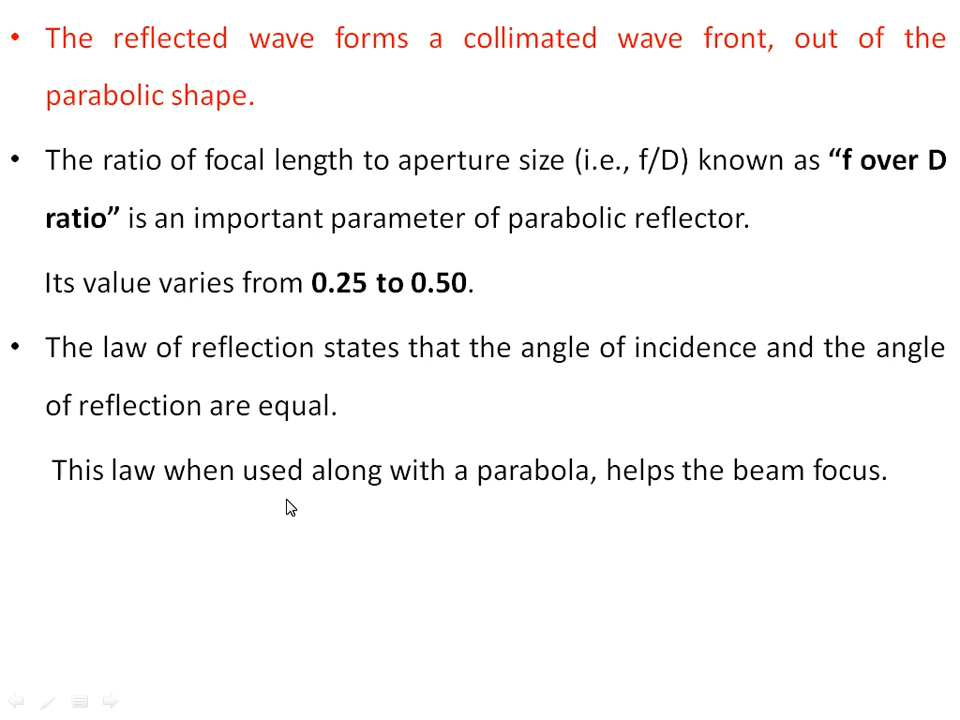 • The reflected wave forms a collimated wave front, out of the
parabolic shape.
• The ratio of focal length to aperture size (i.e., f/D) known as “f over D
ratio” is an important parameter of parabolic reflector.
Its value varies from 0.25 to 0.50.
• The law of reflection states that the angle of incidence and the angle
of reflection are equal.
This law when used along with a parabola, helps the beam focus.